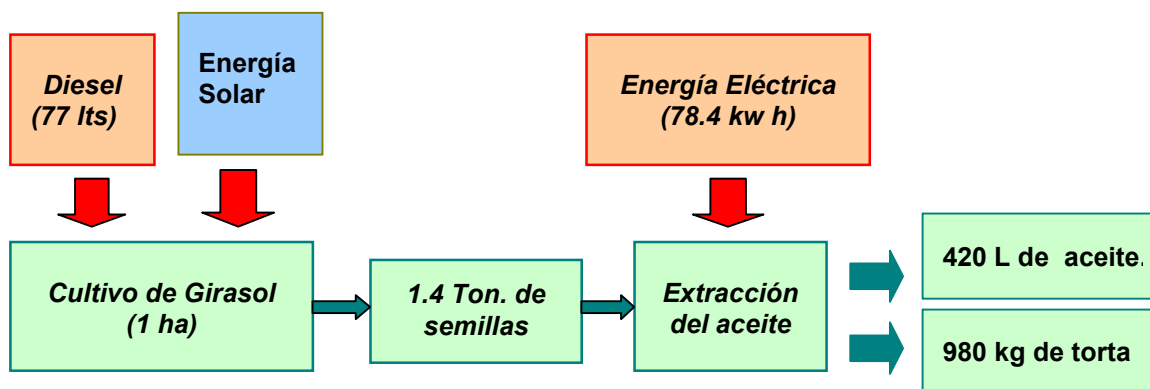 Diesel
(77 lts)
Energía
Solar
Energía Eléctrica
(78.4 kw h)
Cultivo de Girasol
(1 ha)
1.4 Ton. de
semillas
Extracción
del aceite
420 L de aceite.
980 kg de torta